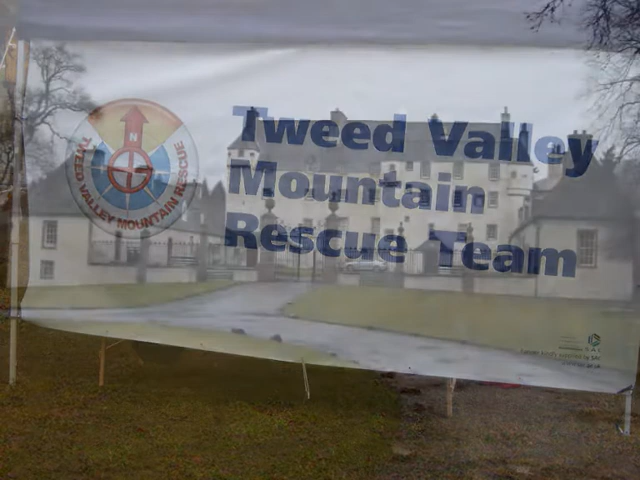 Tweed Valley
Mountain
Rescue Team
N
TWEED VALLEY MOUNTAIN RESCUE